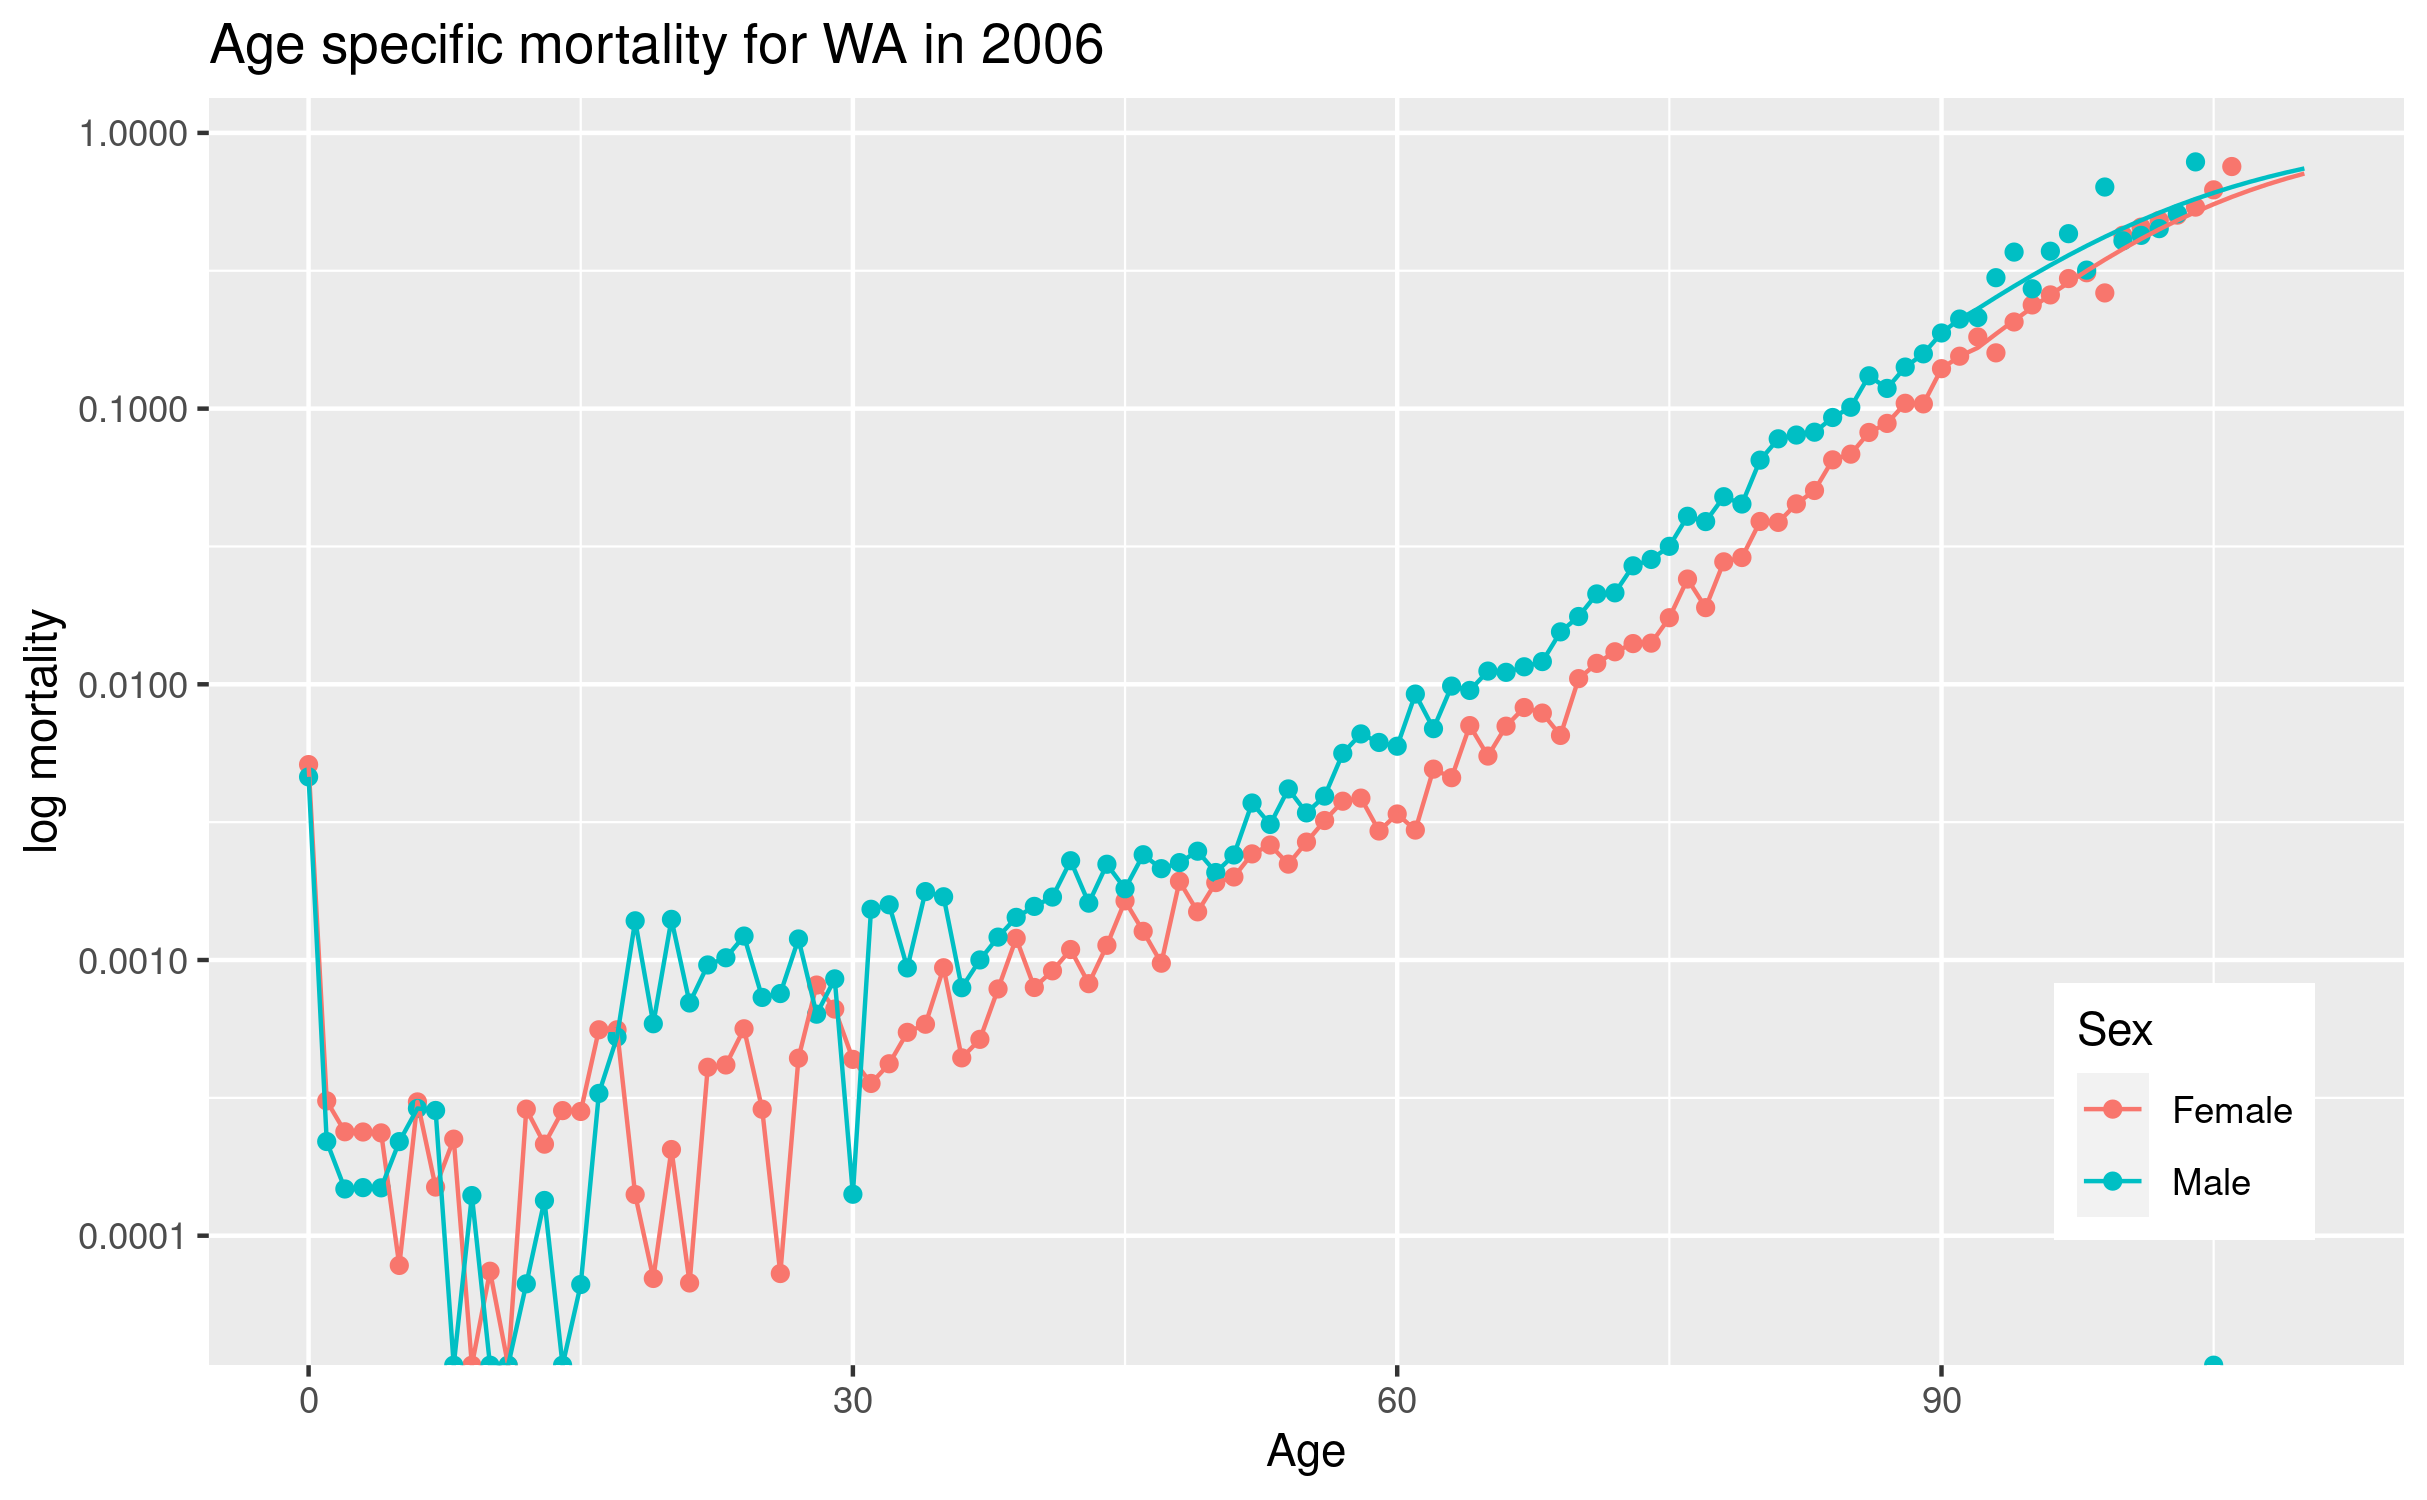 Age specific mortality for WA in 2006
1.0000
0.1000
0.0100
0.0010
0.0001
log mortality
0
30
60
90
Age
Sex
Female
Male